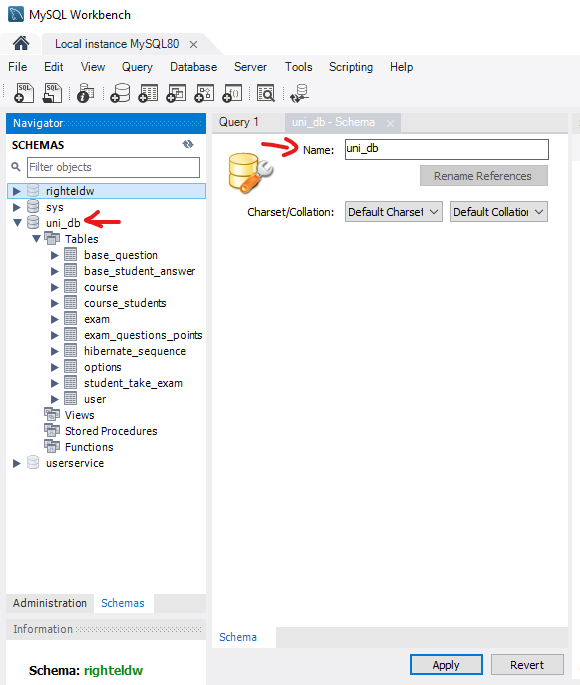 MySQL Workbench
Local instance MySQL80
File Edit View Query Database Server Tools Scripting Help
Navigator
SCHEMAS
Filter objects
righteldw
sys
uni_db
Tables
base_question
base_student_answer
course
course_students
exam
exam_questions_points
hibernate_sequence
options
student_take_exam
user
Views
Stored Procedures
Functions
userservice
Administration Schemas
Information
Schema: righteldw
Query 1 uni_db - Schema
Name: uni_db
Rename References
Charset/Collation: Default Charset Default Collation
Schema
Apply Revert